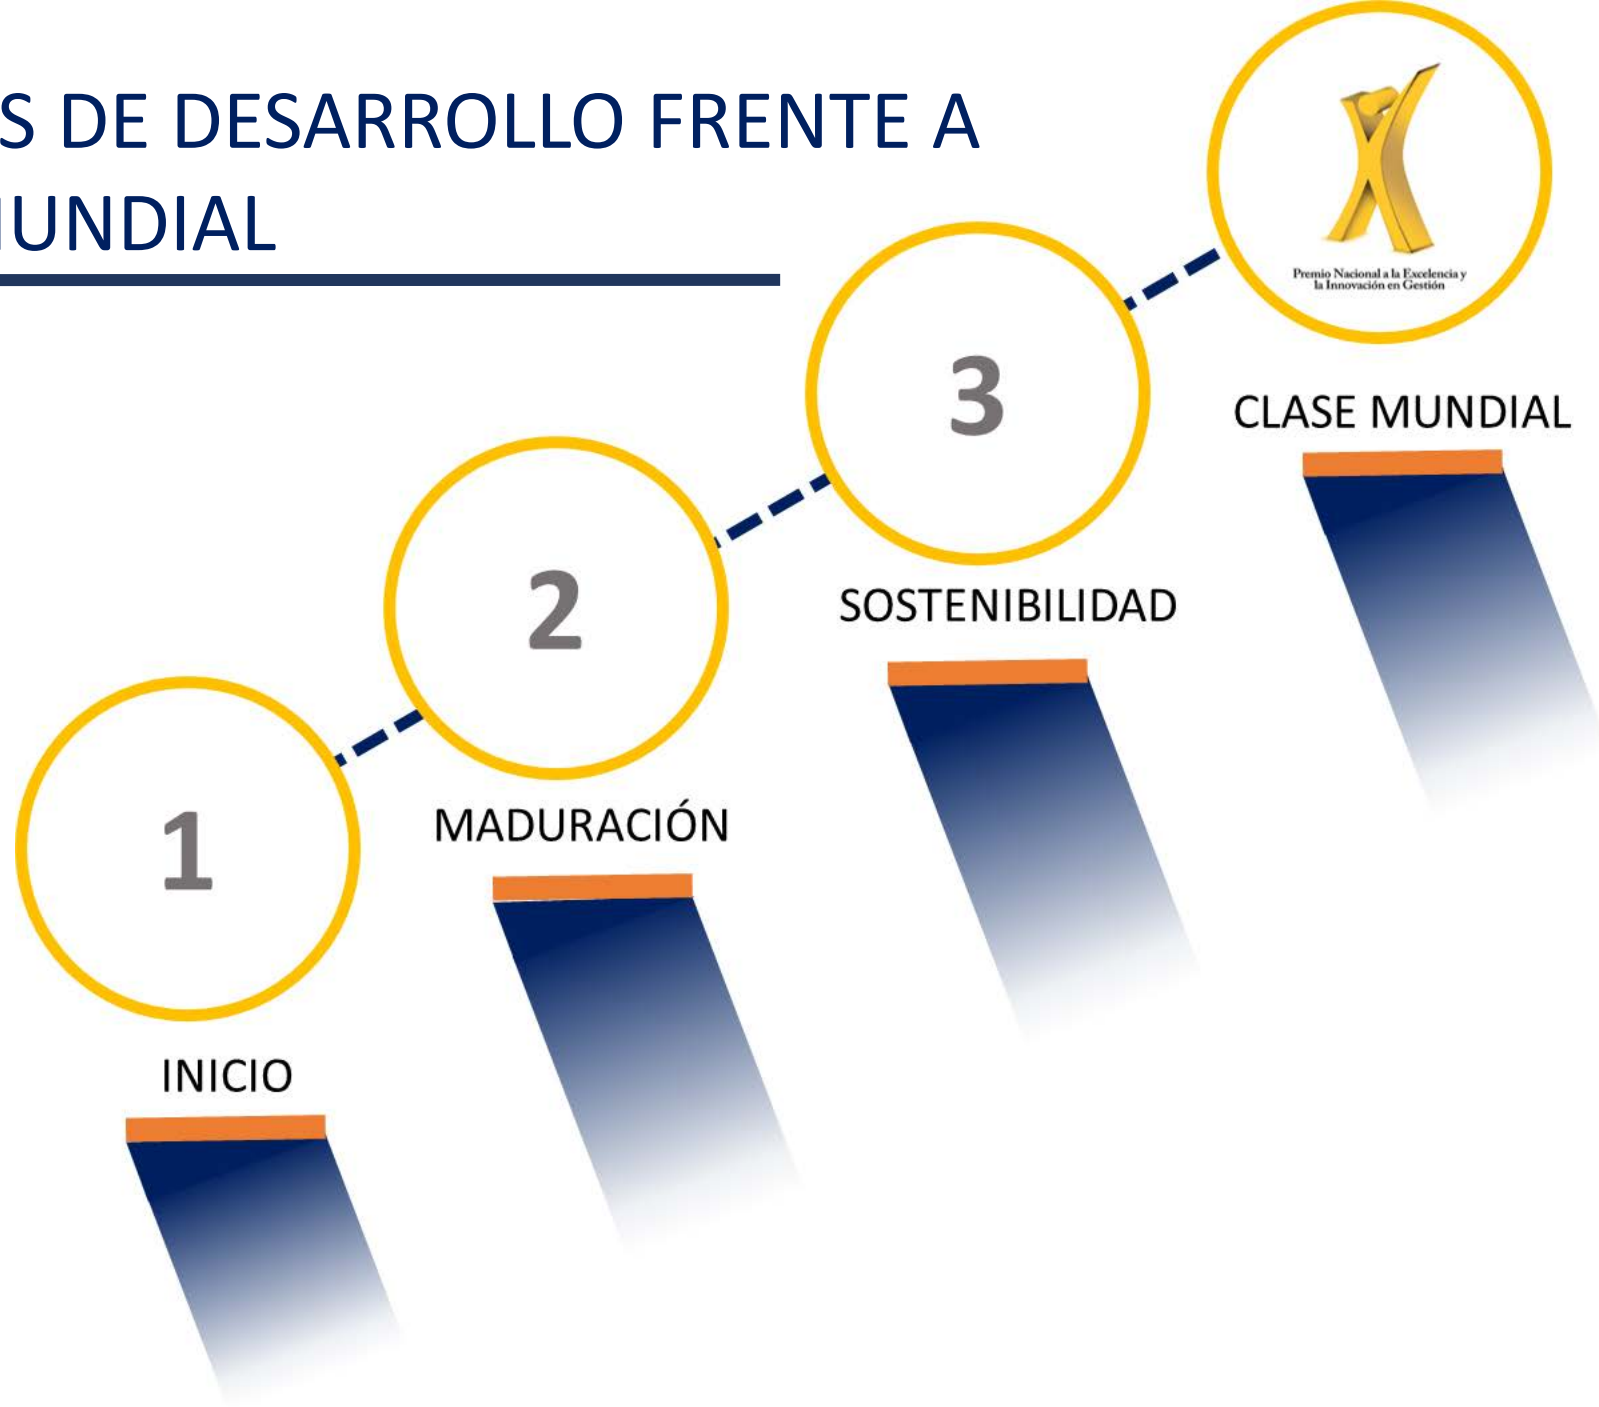 S DE DESARROLLO FRENTE A
MUNDIAL
Premio Nacional a la Excelencia y
la Innovación en Gestión
CLASE MUNDIAL
3
SOSTENIBILIDAD
2
MADURACIÓN
1
INICIO